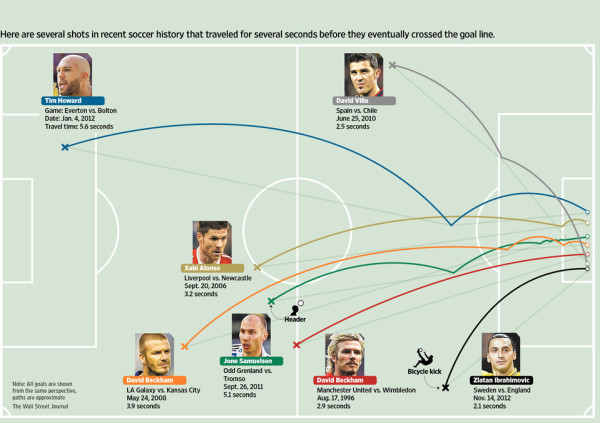 Here are several shots in recent soccer history that traveled for several seconds before they eventually crossed the goal line.
Tim Howard
Game: Everton vs. Bolton
Date: Jan. 4, 2012
Travel time: 5.6 seconds
David Villa
Spain vs. Chile
June 25, 2010
2.5 seconds
Xabi Alonso
Liverpool vs. Newcastle
Sept. 20, 2006
3.2 seconds
Header
Jone Samuelsen
Odd Grenland vs.
Tromso
Sept. 26, 2011
5.1 seconds
David Beckham
LA Galaxy vs. Kansas City
May 24, 2008
3.9 seconds
David Beckham
Manchester United vs. Wimbledon
Aug. 17, 1996
2.9 seconds
Bicycle kick
Zlatan Ibrahimovic
Sweden vs. England
Nov. 14, 2012
2.1 seconds
Note: All goals are shown
from the same perspective,
paths are approximate
The Wall Street Journal